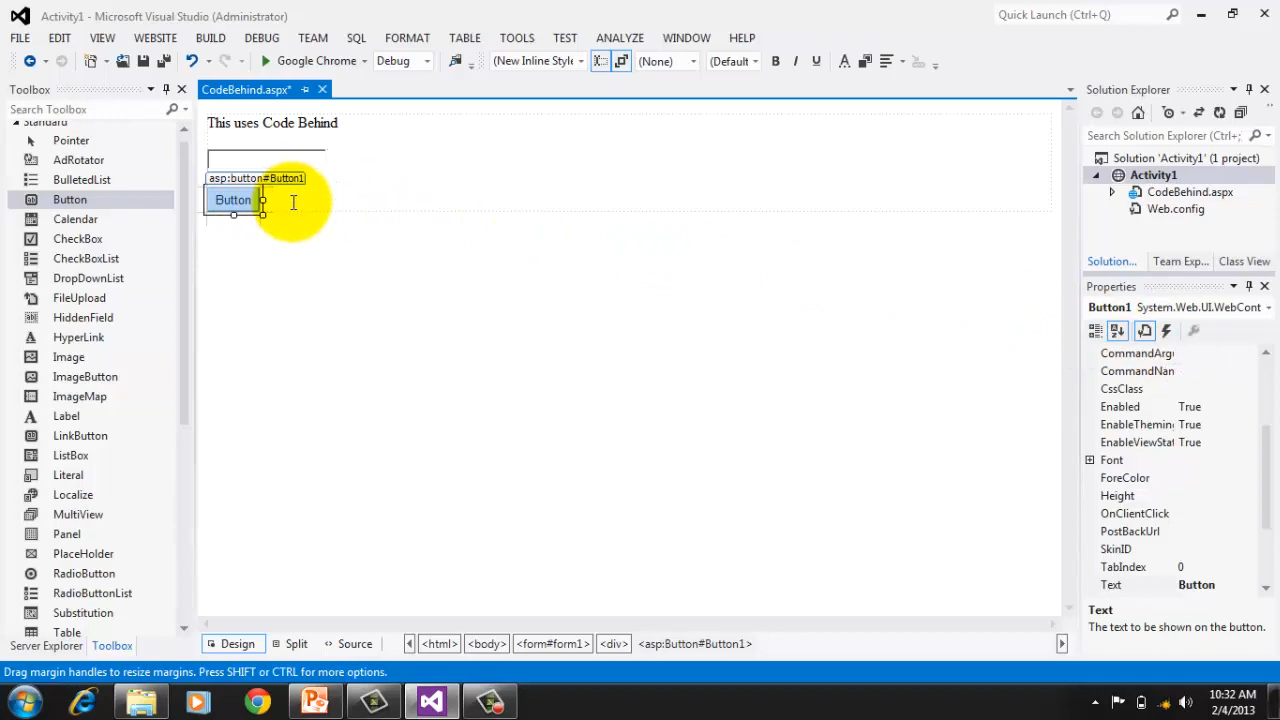 Activity1 - Microsoft Visual Studio (Administrator)
Quick Launch (Ctrl+Q)
FILE EDIT VIEW WEBSITE BUILD DEBUG TEAM SQL FORMAT TABLE TOOLS TEST ANALYZE WINDOW HELP
Google Chrome Debug (New Inline Style (None) (Default B I U A
Toolbox
Search Toolbox
Standard
Pointer
AdRotator
BulletedList
Button
Calendar
CheckBox
CheckBoxList
DropDownList
FileUpload
HiddenField
HyperLink
Image
ImageButton
ImageMap
Label
LinkButton
ListBox
Literal
Localize
MultiView
Panel
PlaceHolder
RadioButton
RadioButtonList
Substitution
Table
Server Explorer Toolbox
CodeBehind.aspx*
This uses Code Behind
asp:button#Button1
Button
Design Split Source <html> <body> <form#form1> <div> <asp:Button#Button1>
Solution Explorer
Search Solution Explorer (Ctrl+;
Solution 'Activity1' (1 project)
Activity1
CodeBehind.aspx
Web.config
Solution... Team Exp... Class View
Properties
Button1 System.Web.UI.WebCont
CommandArgu
CommandNan
CssClass
Enabled True
EnableTheming True
EnableViewStat True
Font
ForeColor
Height
OnClientClick
PostBackUrl
SkinID
TabIndex 0
Text Button
Text
The text to be shown on the button.
Drag margin handles to resize margins. Press SHIFT or CTRL for more options.
10:32 AM
2/4/2013